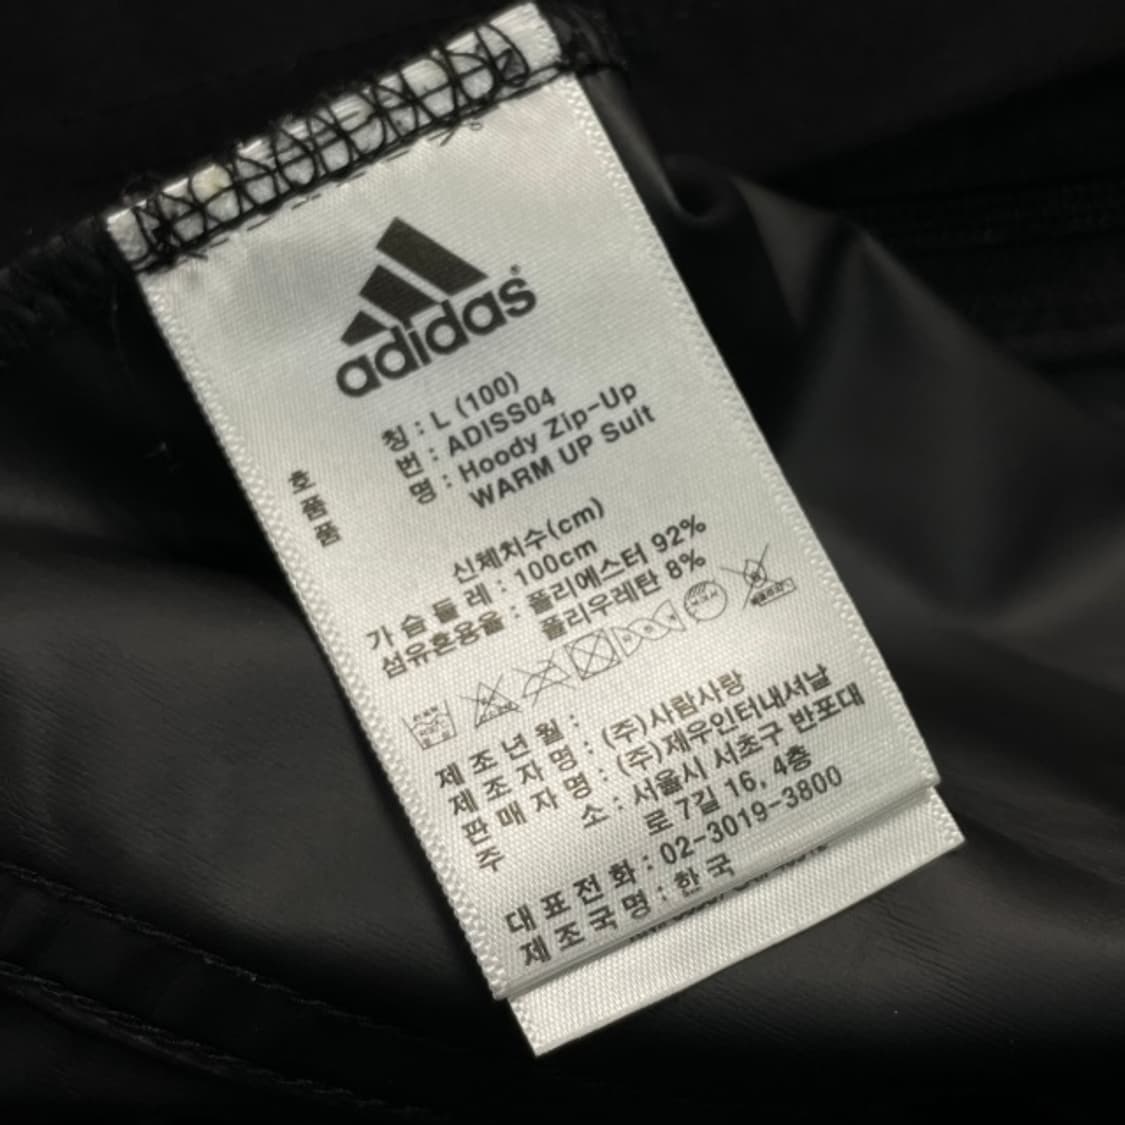 adidas®
호 칭 : L (100)
품 번 : ADISS04
품 명 : Hoody Zip-Up
WARM UP Suit
신체치수(cm)
가 슴 둘 레 : 100cm
섬유혼용율 : 폴리에스터 92%
폴리우레탄 8%
제 조 년 월 :
제 조 자 명 : (주)사람사랑
판 매 자 명 : (주)제우인터내셔날
주 소 : 서울시 서초구 반포대
로 7길 16, 4층
대 표 전 화 : 02-3019-3800
제 조 국 명 : 한 국